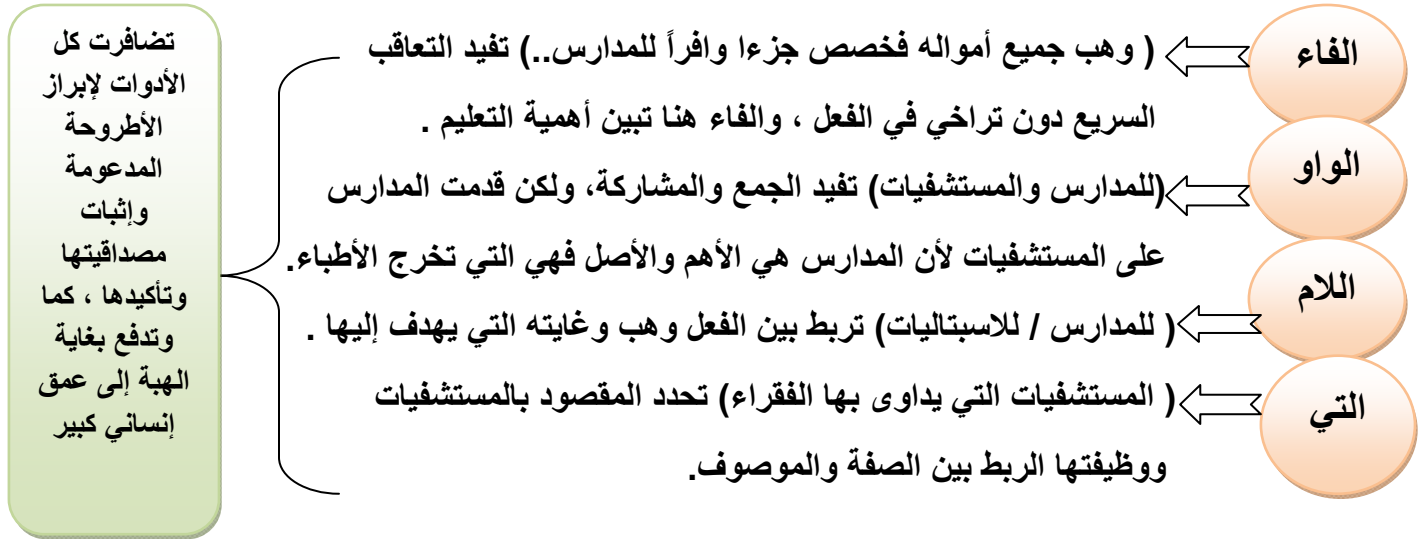 الفاء
( وهب جميع أمواله فخصص جزءا وافراً للمدارس..) تفيد التعاقب
السريع دون تراخي في الفعل ، والفاء هنا تبين أهمية التعليم .
الواو
(للمدارس والمستشفيات) تفيد الجمع والمشاركة، ولكن قدمت المدارس
على المستشفيات لأن المدارس هي الأهم والأصل فهي التي تخرج الأطباء.
اللام
( للمدارس / للاسبتاليات) تربط بين الفعل وهب وغايته التي يهدف إليها .
التي
( المستشفيات التي يداوى بها الفقراء) تحدد المقصود بالمستشفيات
ووظيفتها الربط بين الصفة والموصوف.
تضافرت كل
الأدوات لإبراز
الأطروحة
المدعومة
وإثبات
مصداقيتها
وتأكيدها ، كما
وتدفع بغاية
الهبة إلى عمق
إنساني كبير